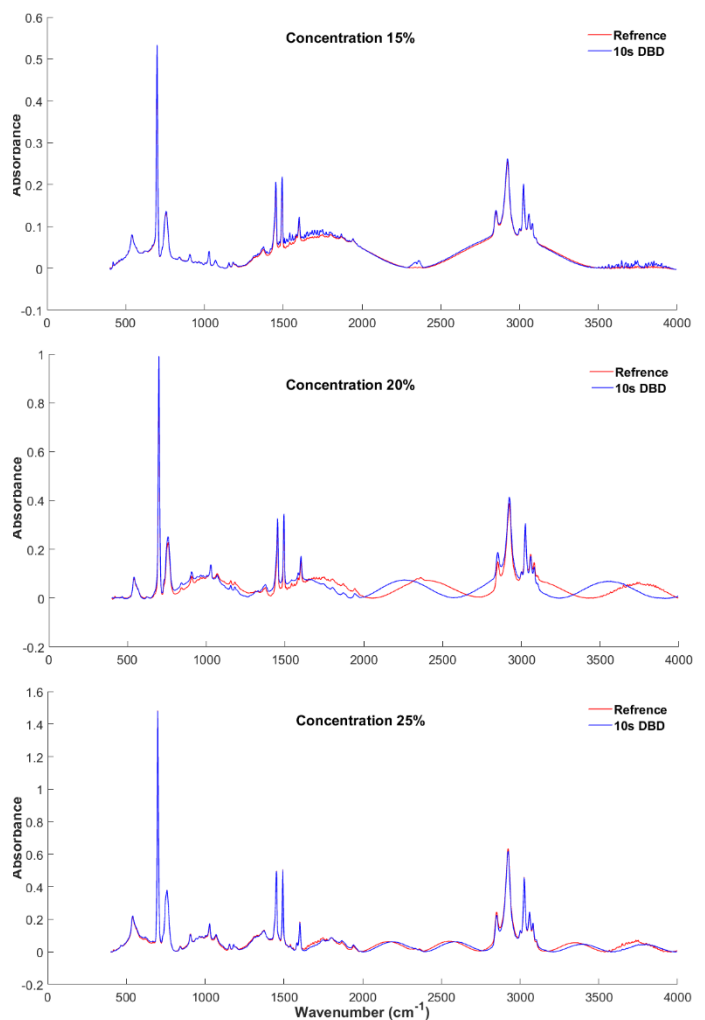 Concentration 15%
Refrence
10s DBD
Absorbance
0.6
0.5
0.4
0.3
0.2
0.1
0
-0.1
0 500 1000 1500 2000 2500 3000 3500 4000
Concentration 20%
Refrence
10s DBD
Absorbance
1
0.8
0.6
0.4
0.2
0
-0.2
0 500 1000 1500 2000 2500 3000 3500 4000
Concentration 25%
Refrence
10s DBD
Absorbance
1.6
1.4
1.2
1.0
0.8
0.6
0.4
0.2
0
-0.2
0 500 1000 1500 2000 2500 3000 3500 4000
Wavenumber (cm⁻¹)